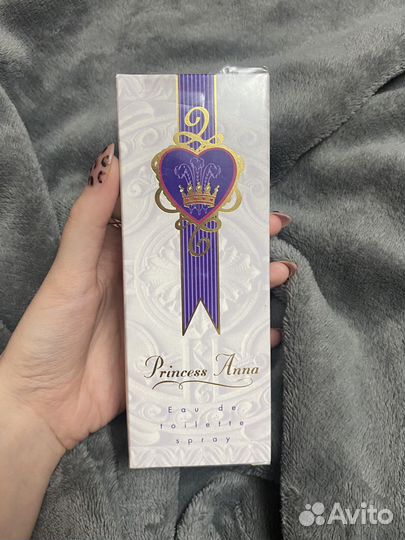 Princess Anna
Eau de
toilette
spray
Avito